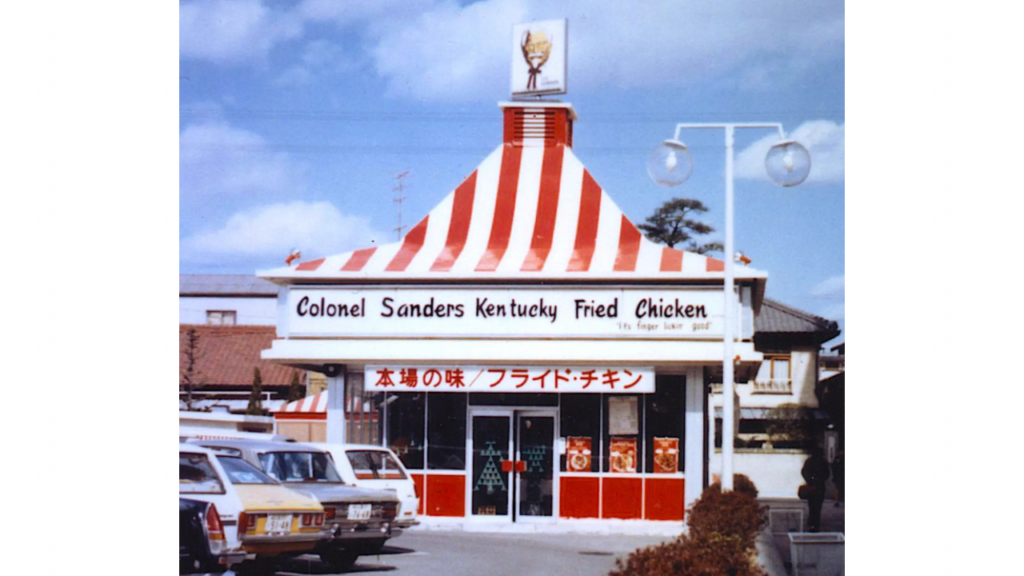 Colonel Sanders Kentucky Fried Chicken
"It's finger lickin' good"
本場の味/フライド・チキン